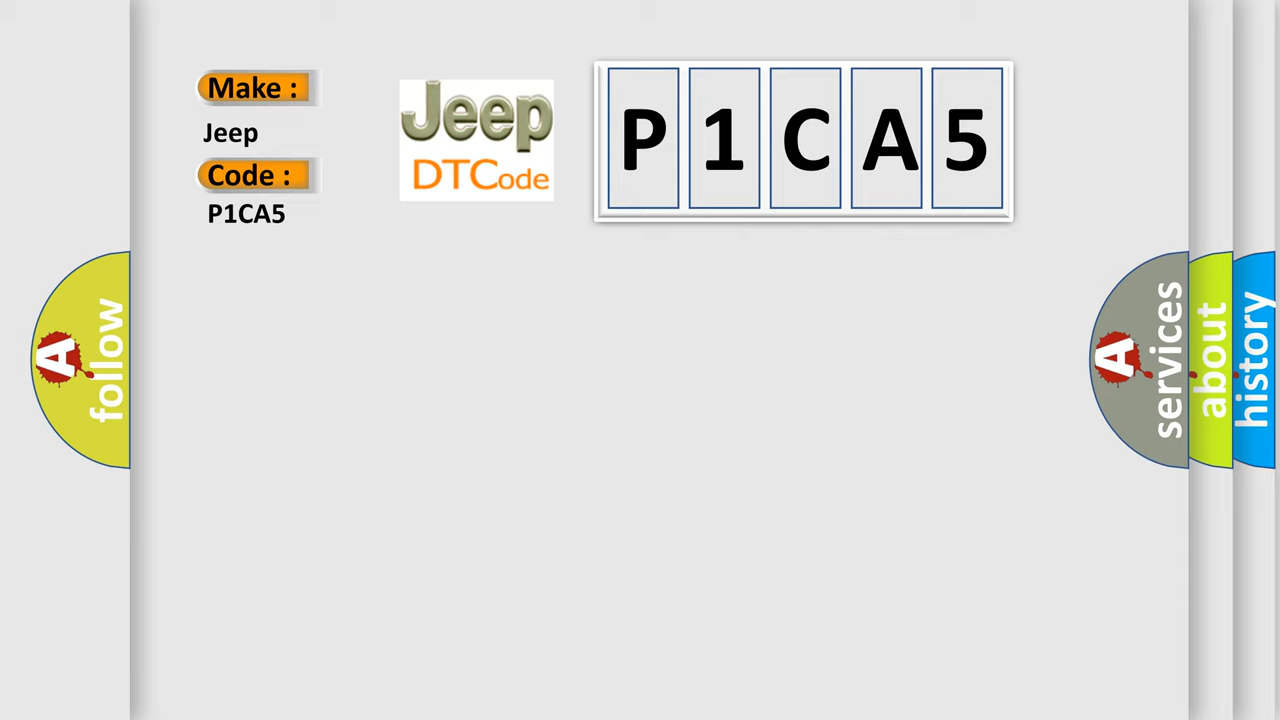 Make :
Jeep
Code :
P1CA5
Jeep
DTCode
P 1 C A 5
A follow
A services
about
history